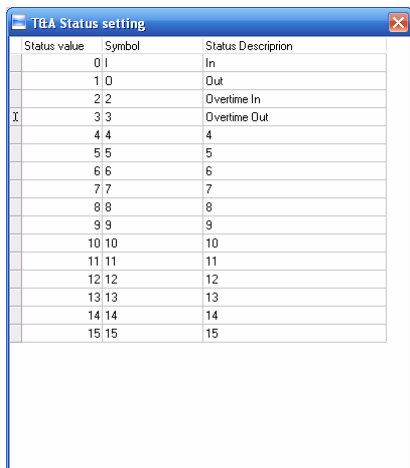 T&A Status setting
Status value Symbol Status Descriprion
0 I In
1 O Out
2 2 Overtime In
3 3 Overtime Out
4 4 4
5 5 5
6 6 6
7 7 7
8 8 8
9 9 9
10 10 10
11 11 11
12 12 12
13 13 13
14 14 14
15 15 15